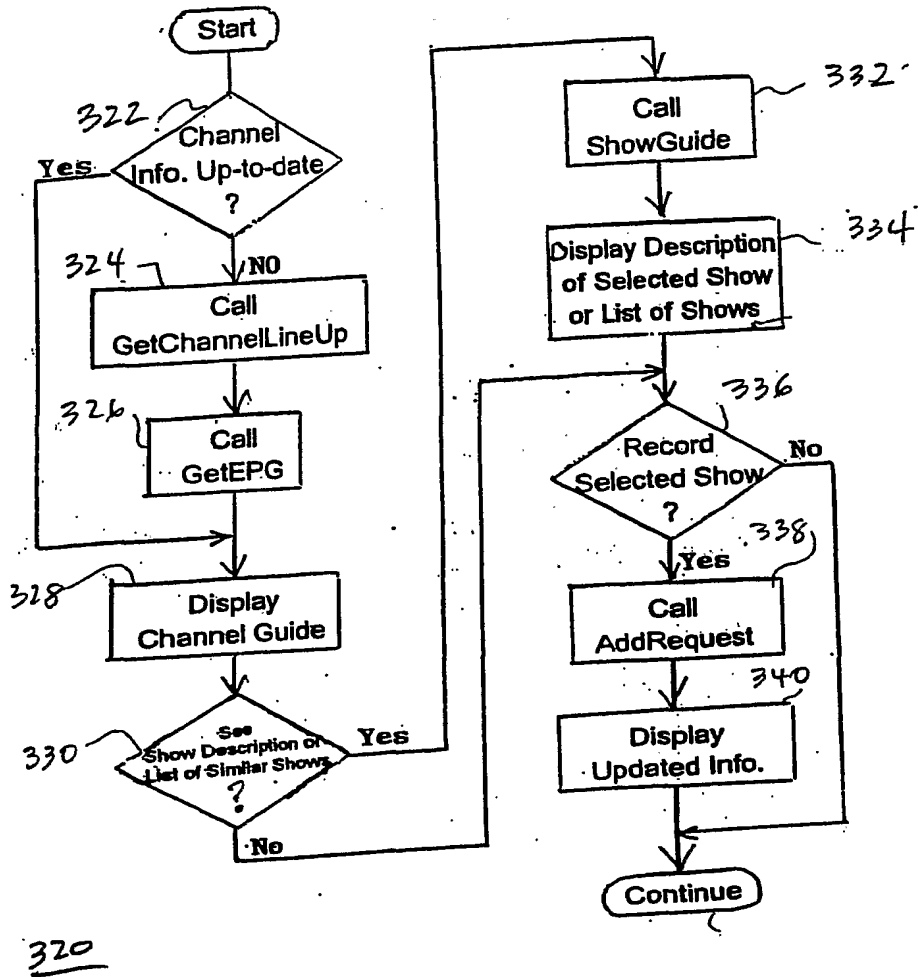 Start
322
Channel
Info. Up-to-date
?
Yes
NO
324
Call
GetChannelLineUp
326
Call
GetEPG
328
Display
Channel Guide
330
See
Show Description or
List of Similar Shows
?
Yes
No
332
Call
ShowGuide
334
Display Description
of Selected Show
or List of Shows
336
Record
Selected Show
?
No
Yes
338
Call
AddRequest
340
Display
Updated Info.
Continue
320